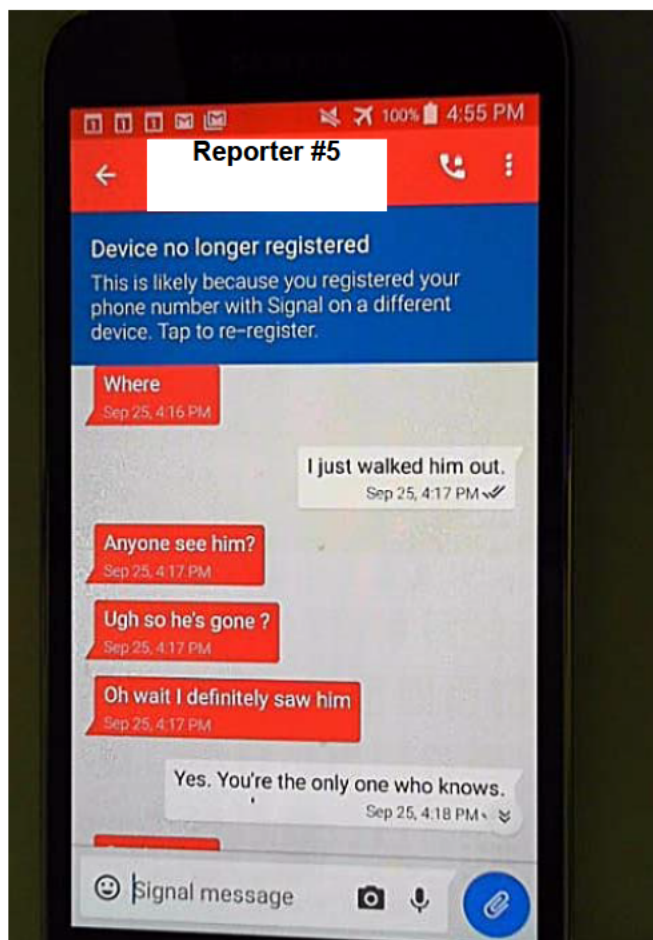 100% 4:55 PM
Reporter #5
Device no longer registered
This is likely because you registered your
phone number with Signal on a different
device. Tap to re-register.
Where
Sep 25, 4:16 PM
I just walked him out.
Sep 25, 4:17 PM
Anyone see him?
Sep 25, 4:17 PM
Ugh so he's gone ?
Sep 25, 4:17 PM
Oh wait I definitely saw him
Sep 25, 4:17 PM
Yes. You're the only one who knows.
Sep 25, 4:18 PM
Signal message